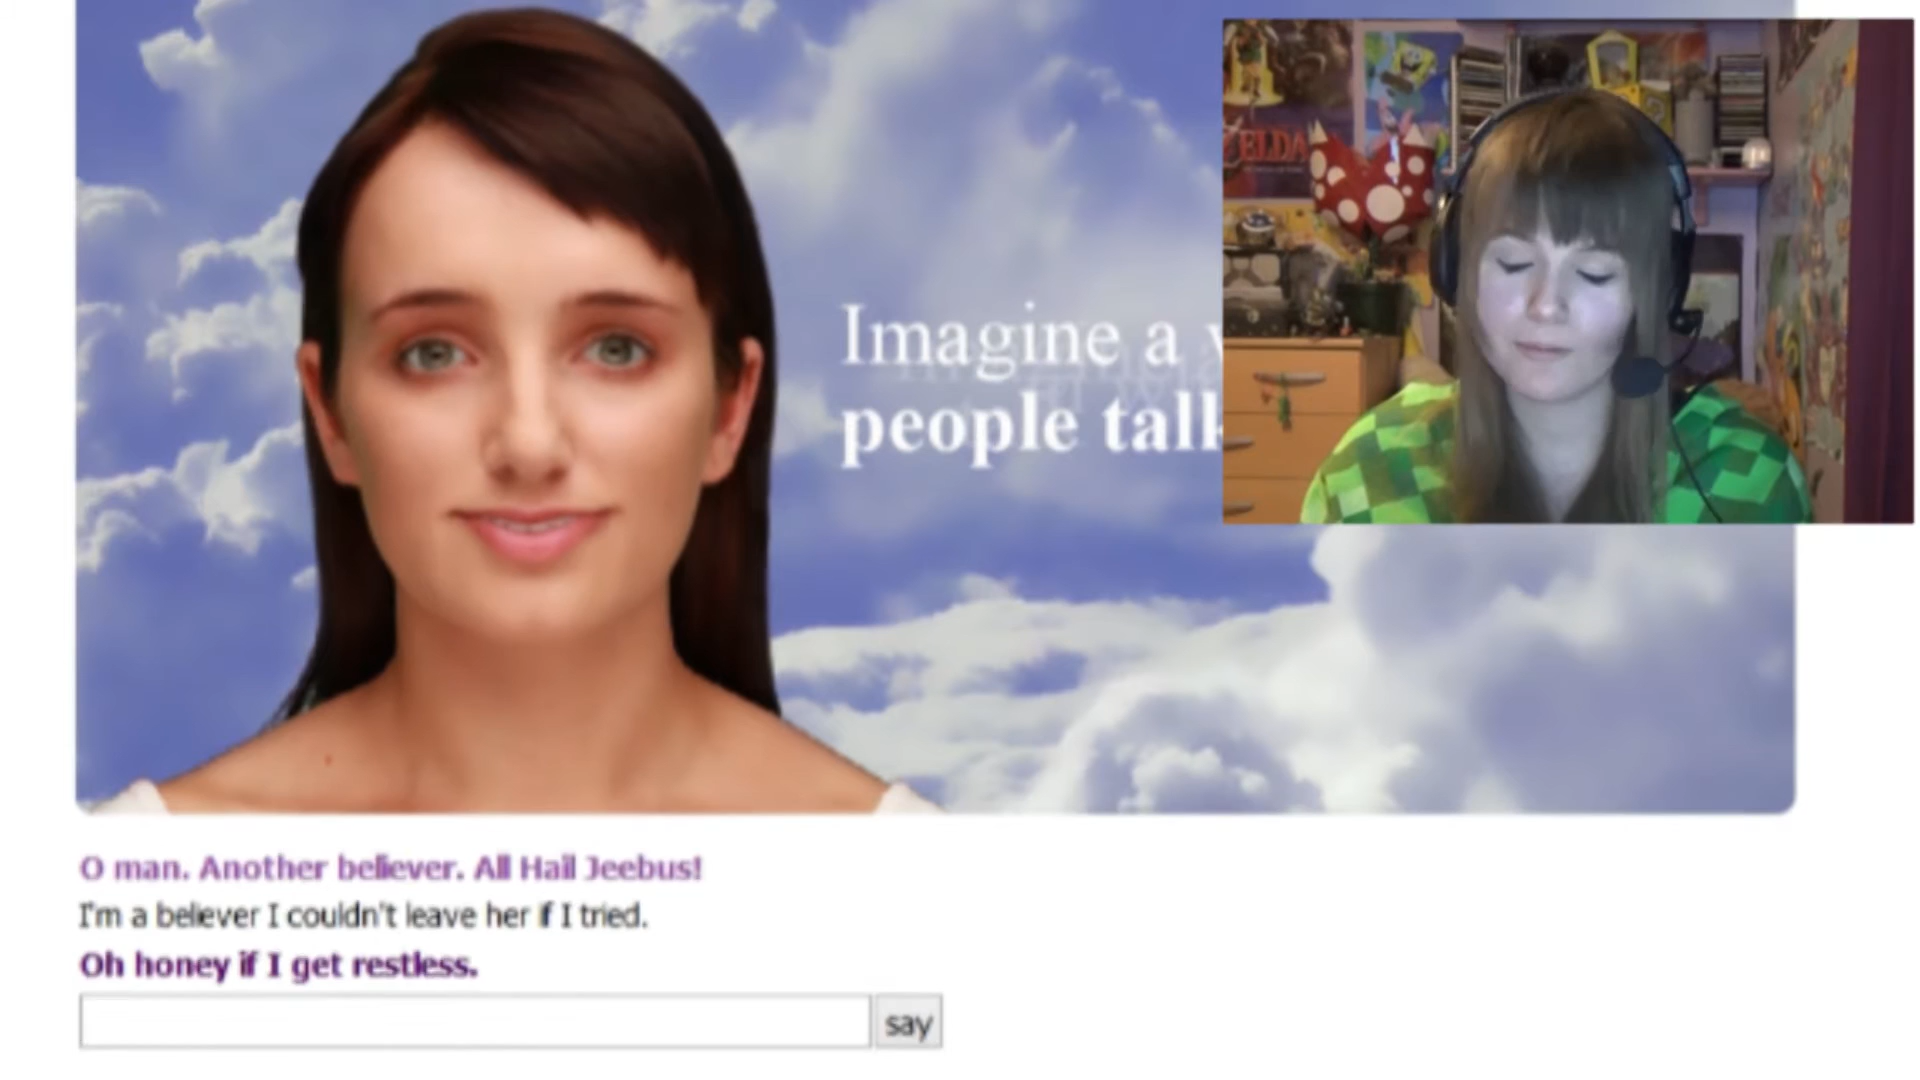 Imagine a
people talk
ZELDA
O man. Another believer. All Hail Jeebus!
I'm a believer I couldn't leave her if I tried.
Oh honey if I get restless.
say